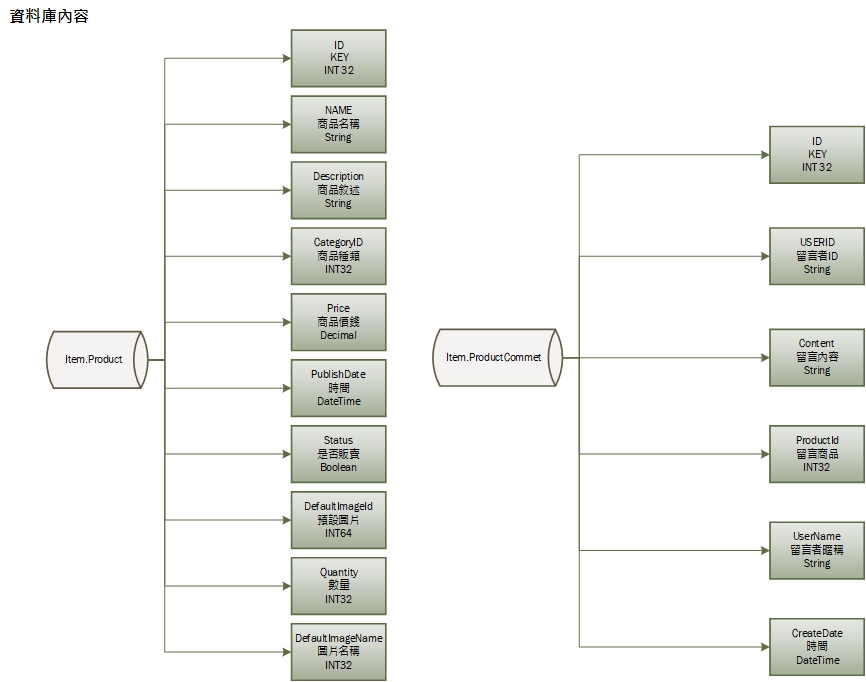 資料庫內容
Item.Product
ID
KEY
INT 32
NAME
商品名稱
String
Description
商品敘述
String
CategoryID
商品種類
INT32
Price
商品價錢
Decimal
PublishDate
時間
DateTime
Status
是否販賣
Boolean
DefaultImageId
預設圖片
INT64
Quantity
數量
INT32
DefaultImageName
圖片名稱
INT32
Item.ProductCommet
ID
KEY
INT 32
USERID
留言者ID
String
Content
留言內容
String
ProductId
留言商品
INT32
UserName
留言者暱稱
String
CreateDate
時間
DateTime